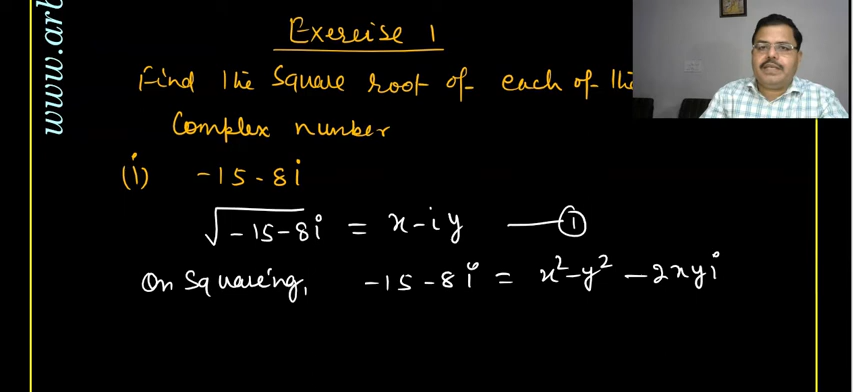 www.arb
Exercise 1
Find the Square root of each of the
Complex number
(i) -15-8i
√-15-8i = x-iy —— ①
On Squaring, -15-8i = x²-y² - 2xyi